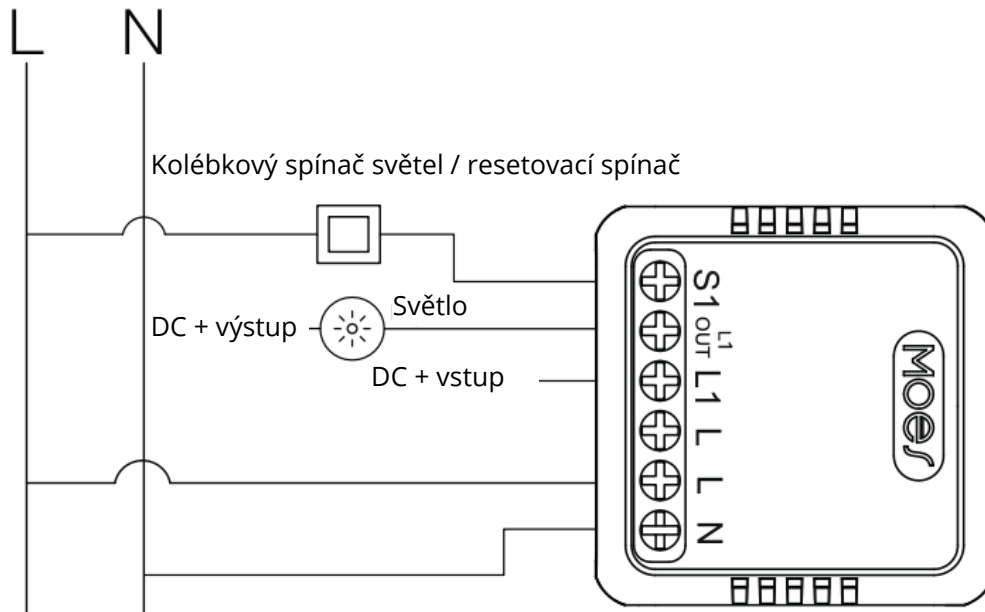 L N
Kolébkový spínač světel / resetovací spínač
S1
Světlo
DC + výstup
L1
OUT
DC + vstup
L1
L
L
N
Moes